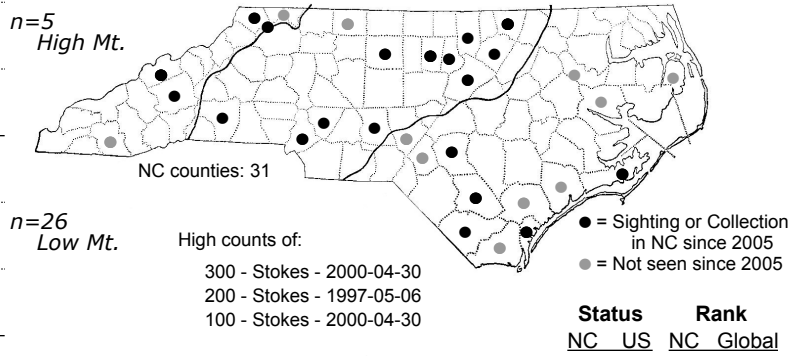 n=5
High Mt.
NC counties: 31
n=26
Low Mt.
High counts of:
300 - Stokes - 2000-04-30
200 - Stokes - 1997-05-06
100 - Stokes - 2000-04-30
● = Sighting or Collection
in NC since 2005
● = Not seen since 2005
Status Rank
NC US NC Global